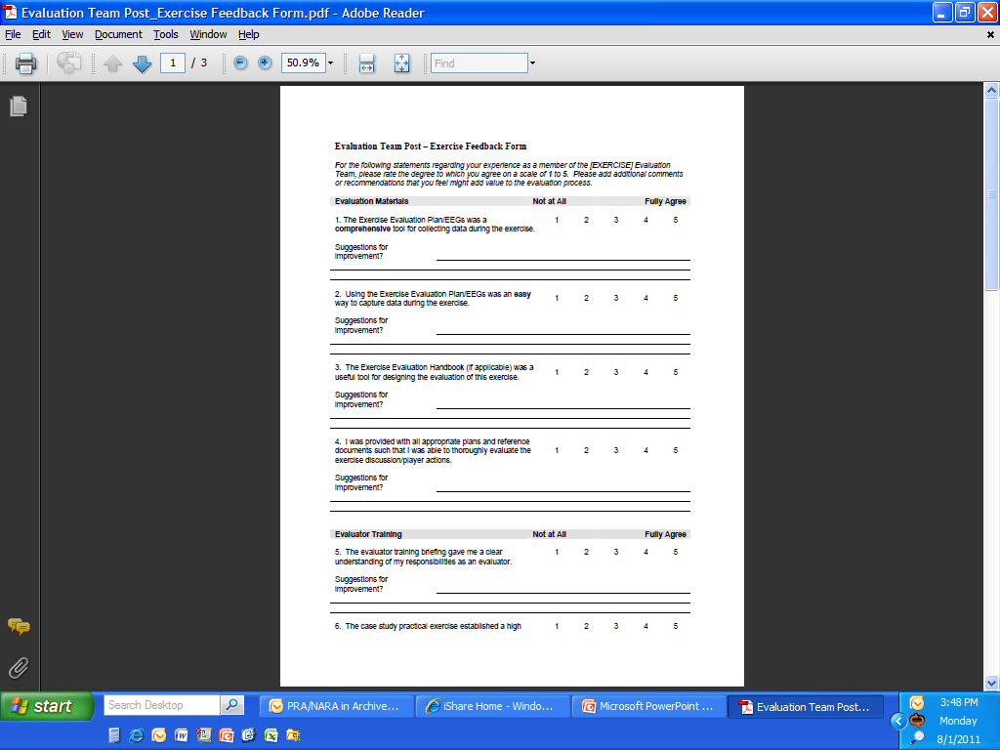 Evaluation Team Post_Exercise Feedback Form.pdf - Adobe Reader
File Edit View Document Tools Window Help
1 / 3 50.9% Find
Evaluation Team Post – Exercise Feedback Form
For the following statements regarding your experience as a member of the [EXERCISE] Evaluation
Team, please rate the degree to which you agree on a scale of 1 to 5. Please add additional comments
or recommendations that you feel might add value to the evaluation process.
Evaluation Materials Not at All Fully Agree
1. The Exercise Evaluation Plan/EEGs was a 1 2 3 4 5
comprehensive tool for collecting data during the exercise.
Suggestions for
improvement?
2. Using the Exercise Evaluation Plan/EEGs was an easy 1 2 3 4 5
way to capture data during the exercise.
Suggestions for
improvement?
3. The Exercise Evaluation Handbook (if applicable) was a 1 2 3 4 5
useful tool for designing the evaluation of this exercise.
Suggestions for
improvement?
4. I was provided with all appropriate plans and reference
documents such that I was able to thoroughly evaluate the 1 2 3 4 5
exercise discussion/player actions.
Suggestions for
improvement?
Evaluator Training Not at All Fully Agree
5. The evaluator training briefing gave me a clear 1 2 3 4 5
understanding of my responsibilities as an evaluator.
Suggestions for
improvement?
6. The case study practical exercise established a high 1 2 3 4 5
start Search Desktop PRA/NARA in Archive... iShare Home - Windo... Microsoft PowerPoint ... Evaluation Team Post... 3:48 PM
Monday
8/1/2011